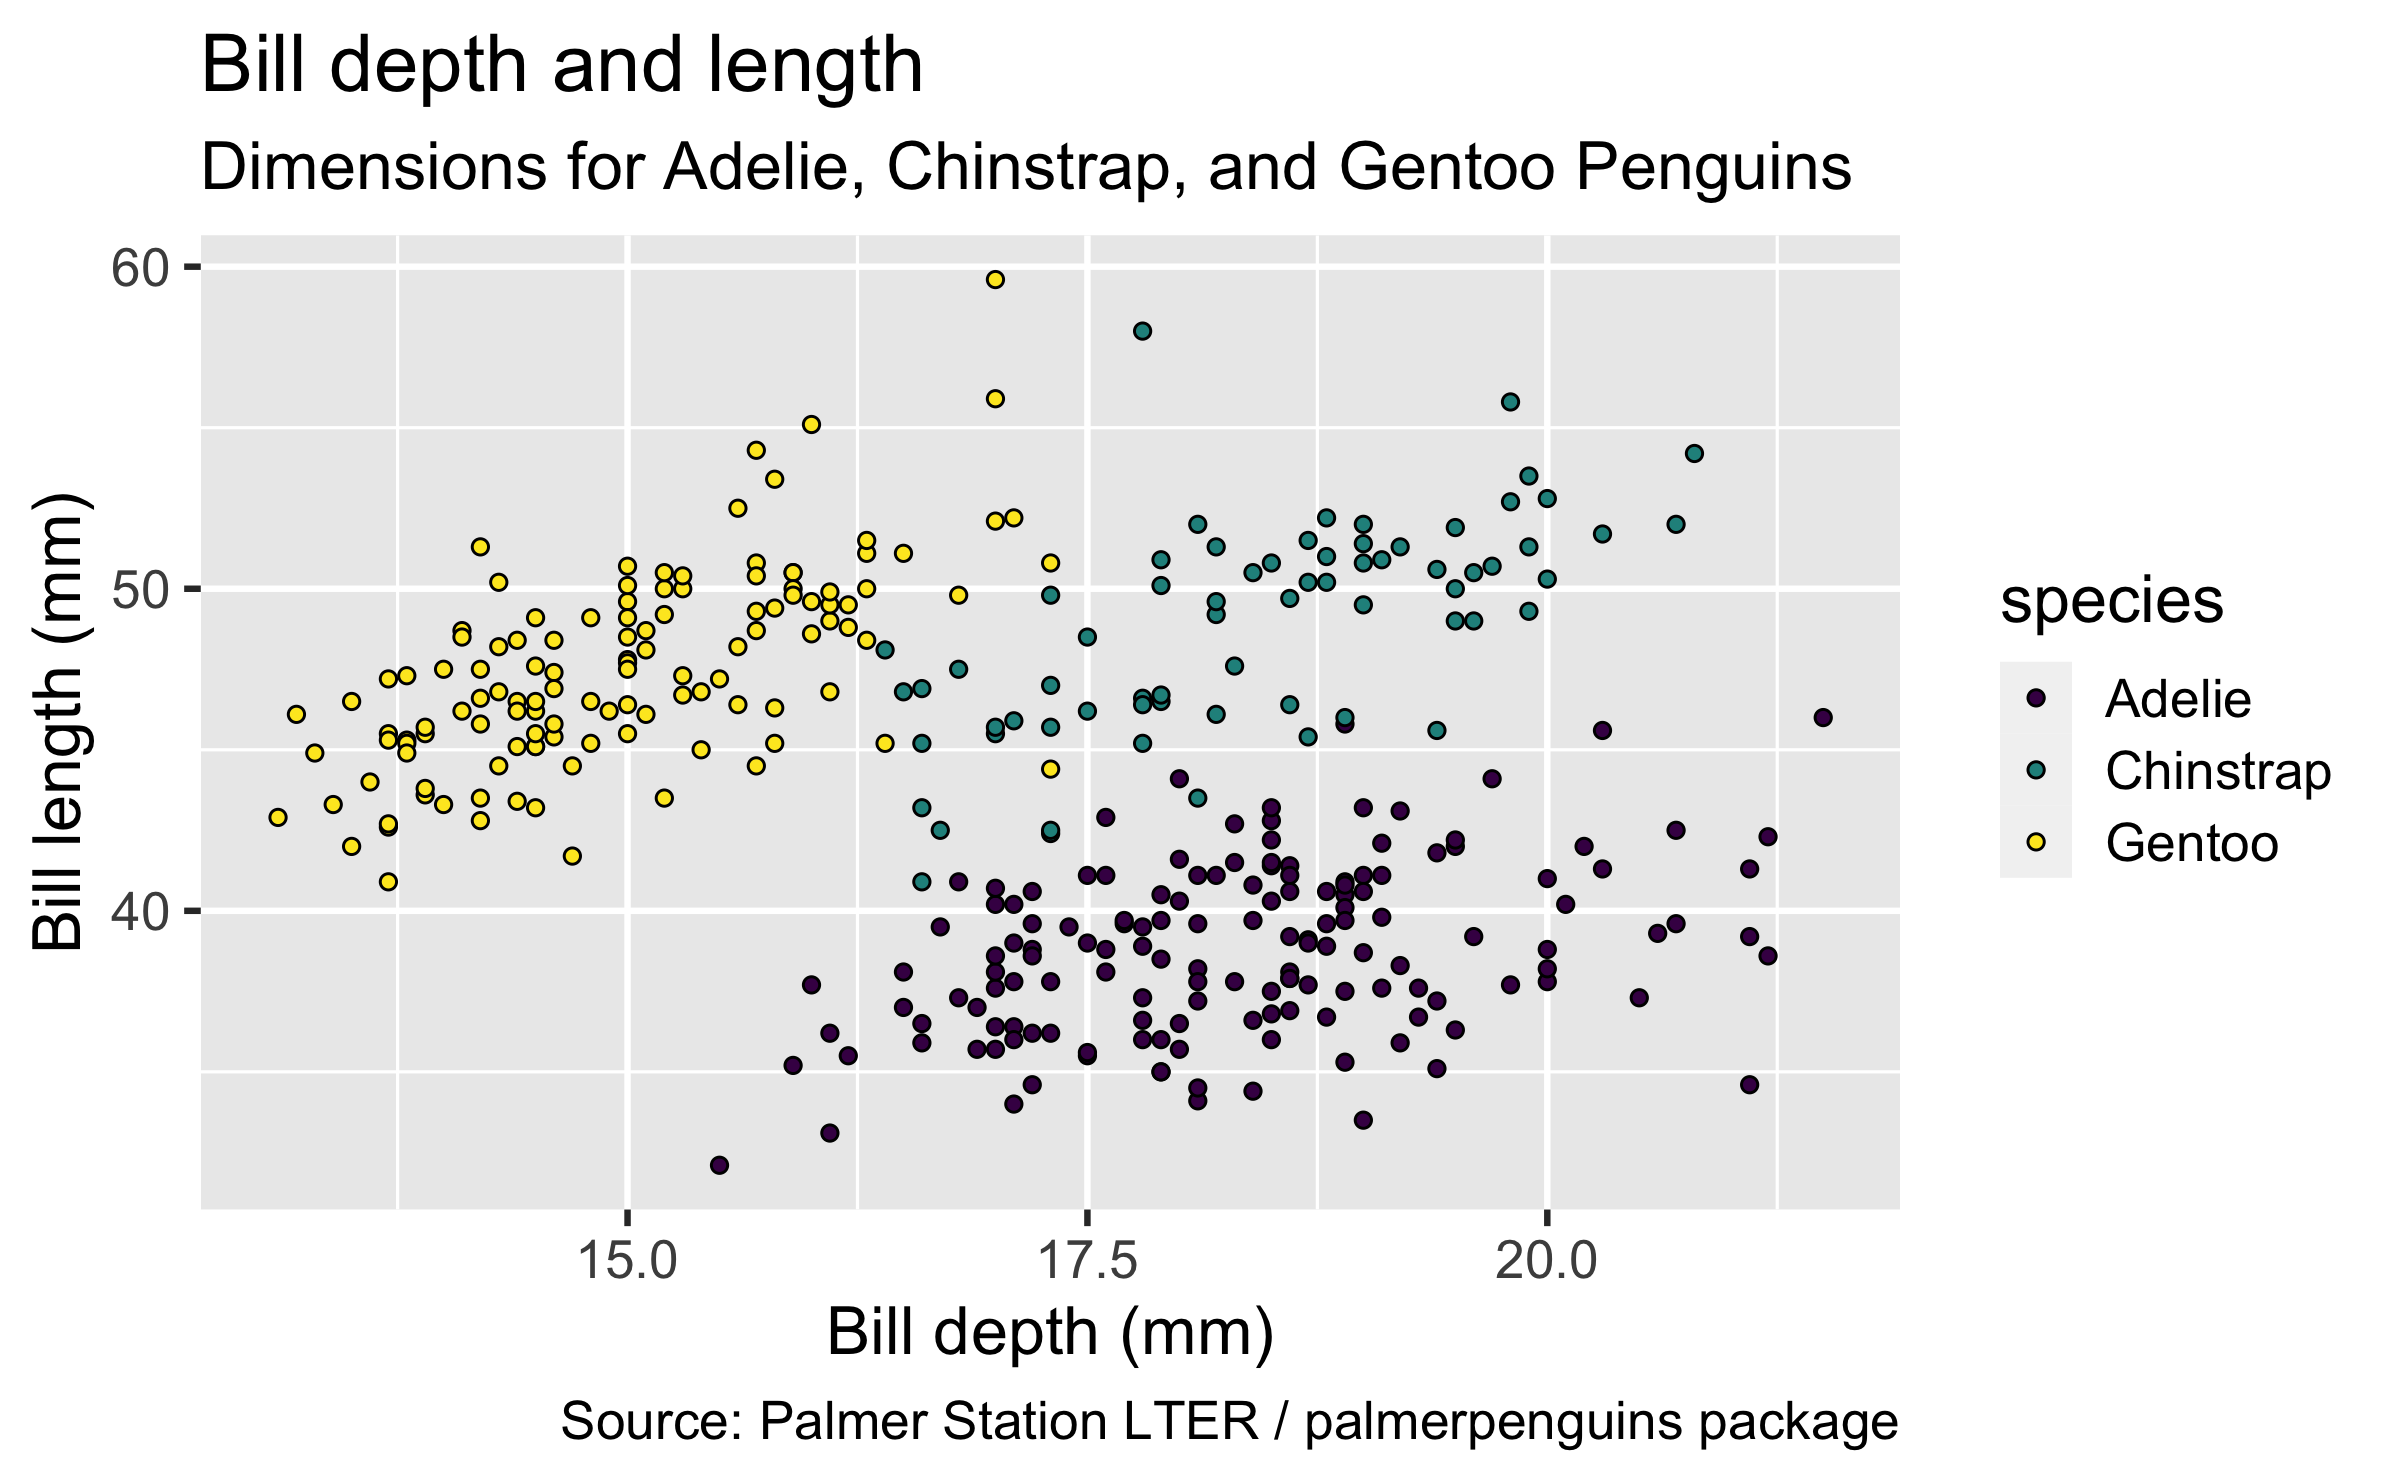 Bill depth and length
Dimensions for Adelie, Chinstrap, and Gentoo Penguins
Bill length (mm)
60
50
40
15.0
17.5
20.0
Bill depth (mm)
species
Adelie
Chinstrap
Gentoo
Source: Palmer Station LTER / palmerpenguins package